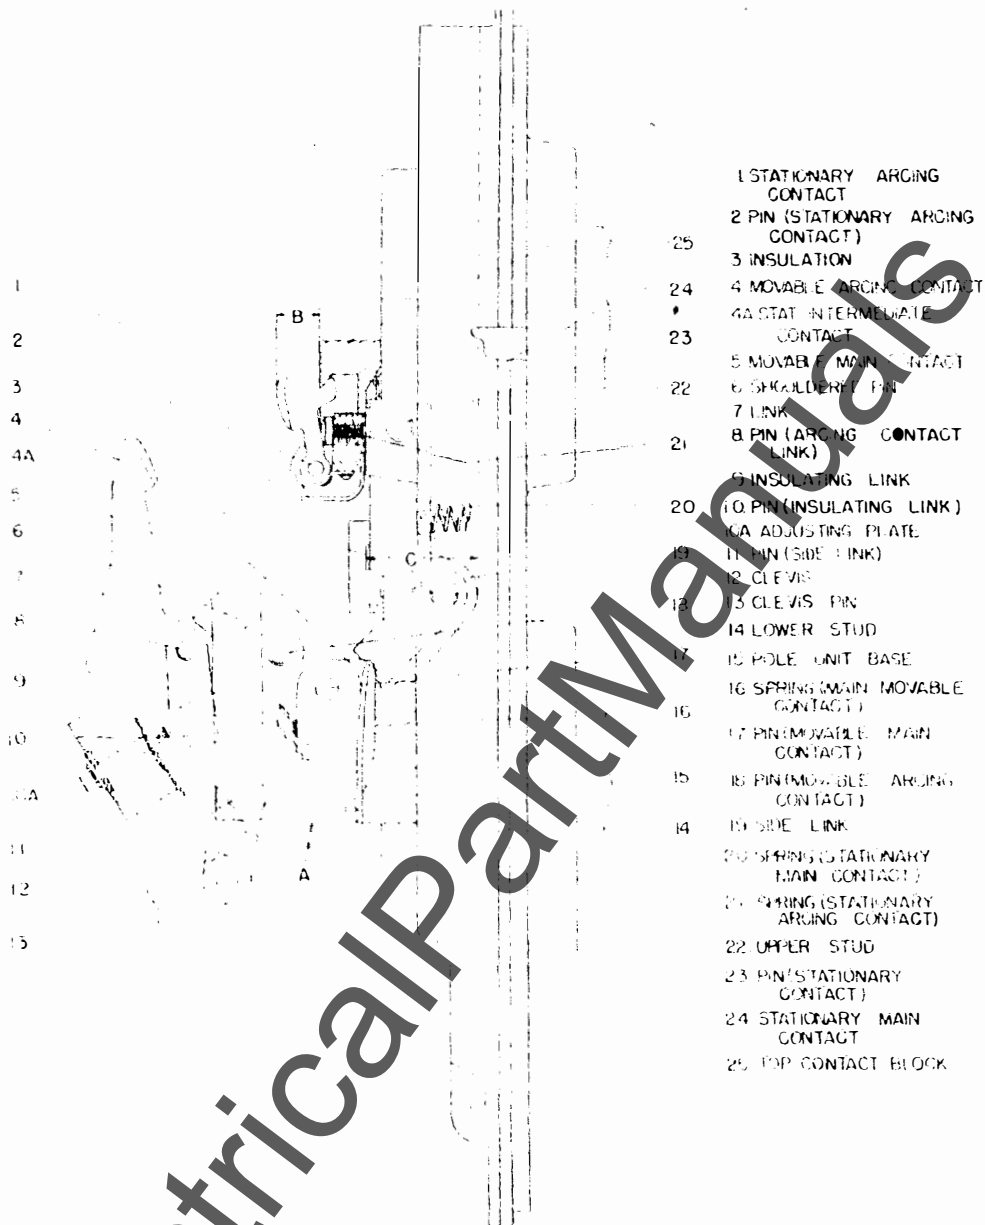 1 STATIONARY ARCING
CONTACT
2 PIN (STATIONARY ARCING
CONTACT)
3 INSULATION
4 MOVABLE ARCING CONTACT
4A STAT INTERMEDIATE
CONTACT
5 MOVABLE MAIN CONTACT
6 SHOULDERED PIN
7 LINK
8 PIN (ARCING CONTACT
LINK)
9 INSULATING LINK
10 PIN (INSULATING LINK)
10A ADJUSTING PLATE
11 PIN (SIDE LINK)
12 CLEVIS
13 CLEVIS PIN
14 LOWER STUD
15 POLE UNIT BASE
16 SPRING (MAIN MOVABLE
CONTACT)
17 PIN (MOVABLE MAIN
CONTACT)
18 PIN (MOVABLE ARCING
CONTACT)
19 SIDE LINK
20 SPRING (STATIONARY
MAIN CONTACT)
21 SPRING (STATIONARY
ARCING CONTACT)
22 UPPER STUD
23 PIN (STATIONARY
CONTACT)
24 STATIONARY MAIN
CONTACT
25 TOP CONTACT BLOCK
1
2
3
4
4A
5
6
7
8
9
10
10A
11
12
13
B
C
A
25
24
23
22
21
20
19
18
17
16
15
14
ctricalPartManuals